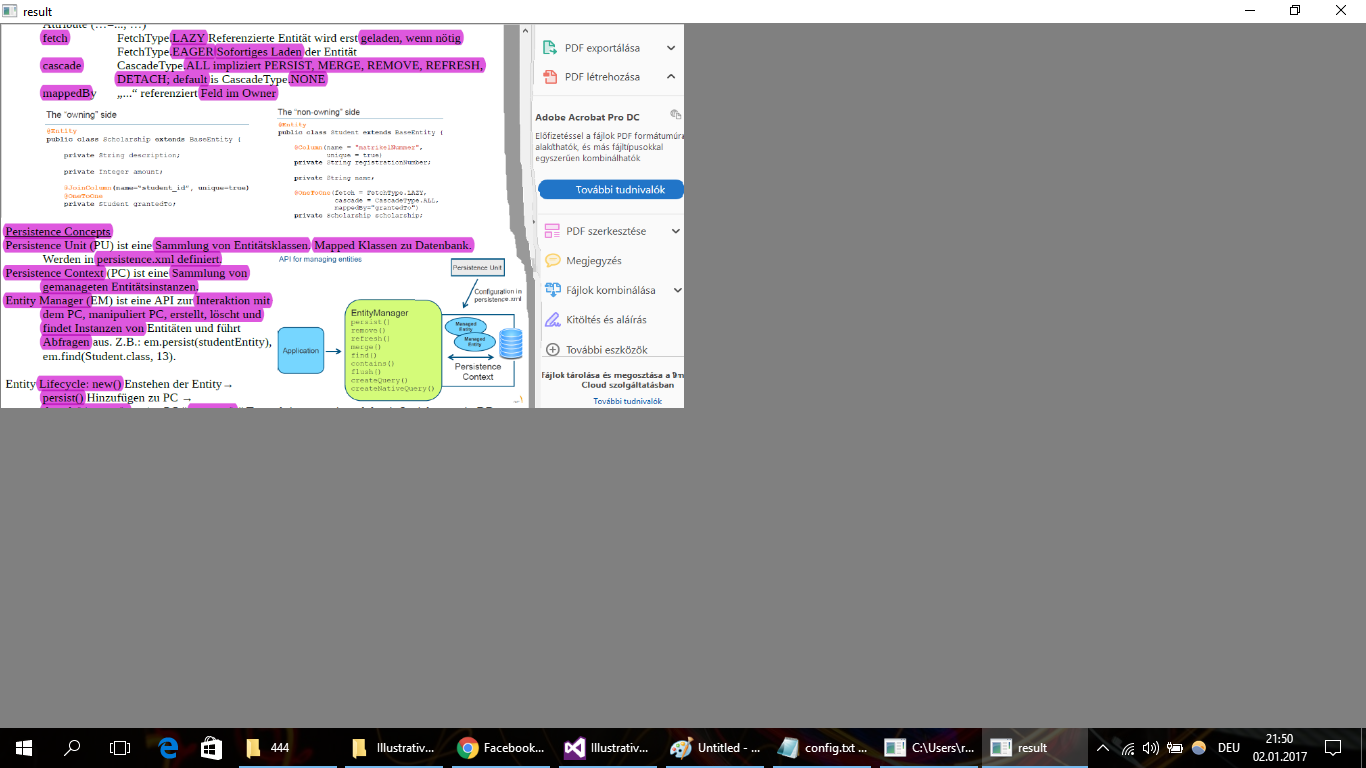 result
Attribute (…=..., …)
fetch FetchType.LAZY Referenzierte Entität wird erst geladen, wenn nötig
FetchType.EAGER Sofortiges Laden der Entität
cascade CascadeType.ALL impliziert PERSIST, MERGE, REMOVE, REFRESH,
DETACH; default is CascadeType.NONE
mappedBy „...“ referenziert Feld im Owner
The "owning" side
@Entity
public class Scholarship extends BaseEntity {
private String description;
private Integer amount;
@JoinColumn(name="student_id", unique=true)
@OneToOne
private Student grantedTo;
The "non-owning" side
@Entity
public class Student extends BaseEntity {
@Column(name = "matrikelNummer",
unique = true)
private String registrationNumber;
private String name;
@OneToOne(fetch = FetchType.LAZY,
cascade = CascadeType.ALL,
mappedBy="grantedTo")
private Scholarship scholarship;
Persistence Concepts
Persistence Unit (PU) ist eine Sammlung von Entitätsklassen. Mapped Klassen zu Datenbank.
Werden in persistence.xml definiert.
Persistence Context (PC) ist eine Sammlung von
gemanageten Entitätsinstanzen.
Entity Manager (EM) ist eine API zur Interaktion mit
dem PC, manipuliert PC, erstellt, löscht und
findet Instanzen von Entitäten und führt
Abfragen aus. Z.B.: em.persist(studentEntity),
em.find(Student.class, 13).
API for managing entities
Persistence Unit
Configuration in
persistence.xml
Application
EntityManager
persist()
remove()
refresh()
merge()
find()
contains()
flush()
createQuery()
createNativeQuery()
Managed
Entity
Managed
Entity
Persistence
Context
Entity Lifecycle: new() Enstehen der Entity→
persist() Hinzufügen zu PC →
PDF exportálása
PDF létrehozása
Adobe Acrobat Pro DC
Előfizetéssel a fájlok PDF formátumúra
alakíthatók, és más fájltípusokkal
egyszerűen kombinálhatók
További tudnivalók
PDF szerkesztése
Megjegyzés
Fájlok kombinálása
Kitöltés és aláírás
További eszközök
Fájlok tárolása és megosztása a
Cloud szolgáltatásban
További tudnivalók
444
Illustrativ...
Facebook...
Illustrativ...
Untitled - ...
config.txt ...
C:\Users\r...
result
DEU
21:50
02.01.2017